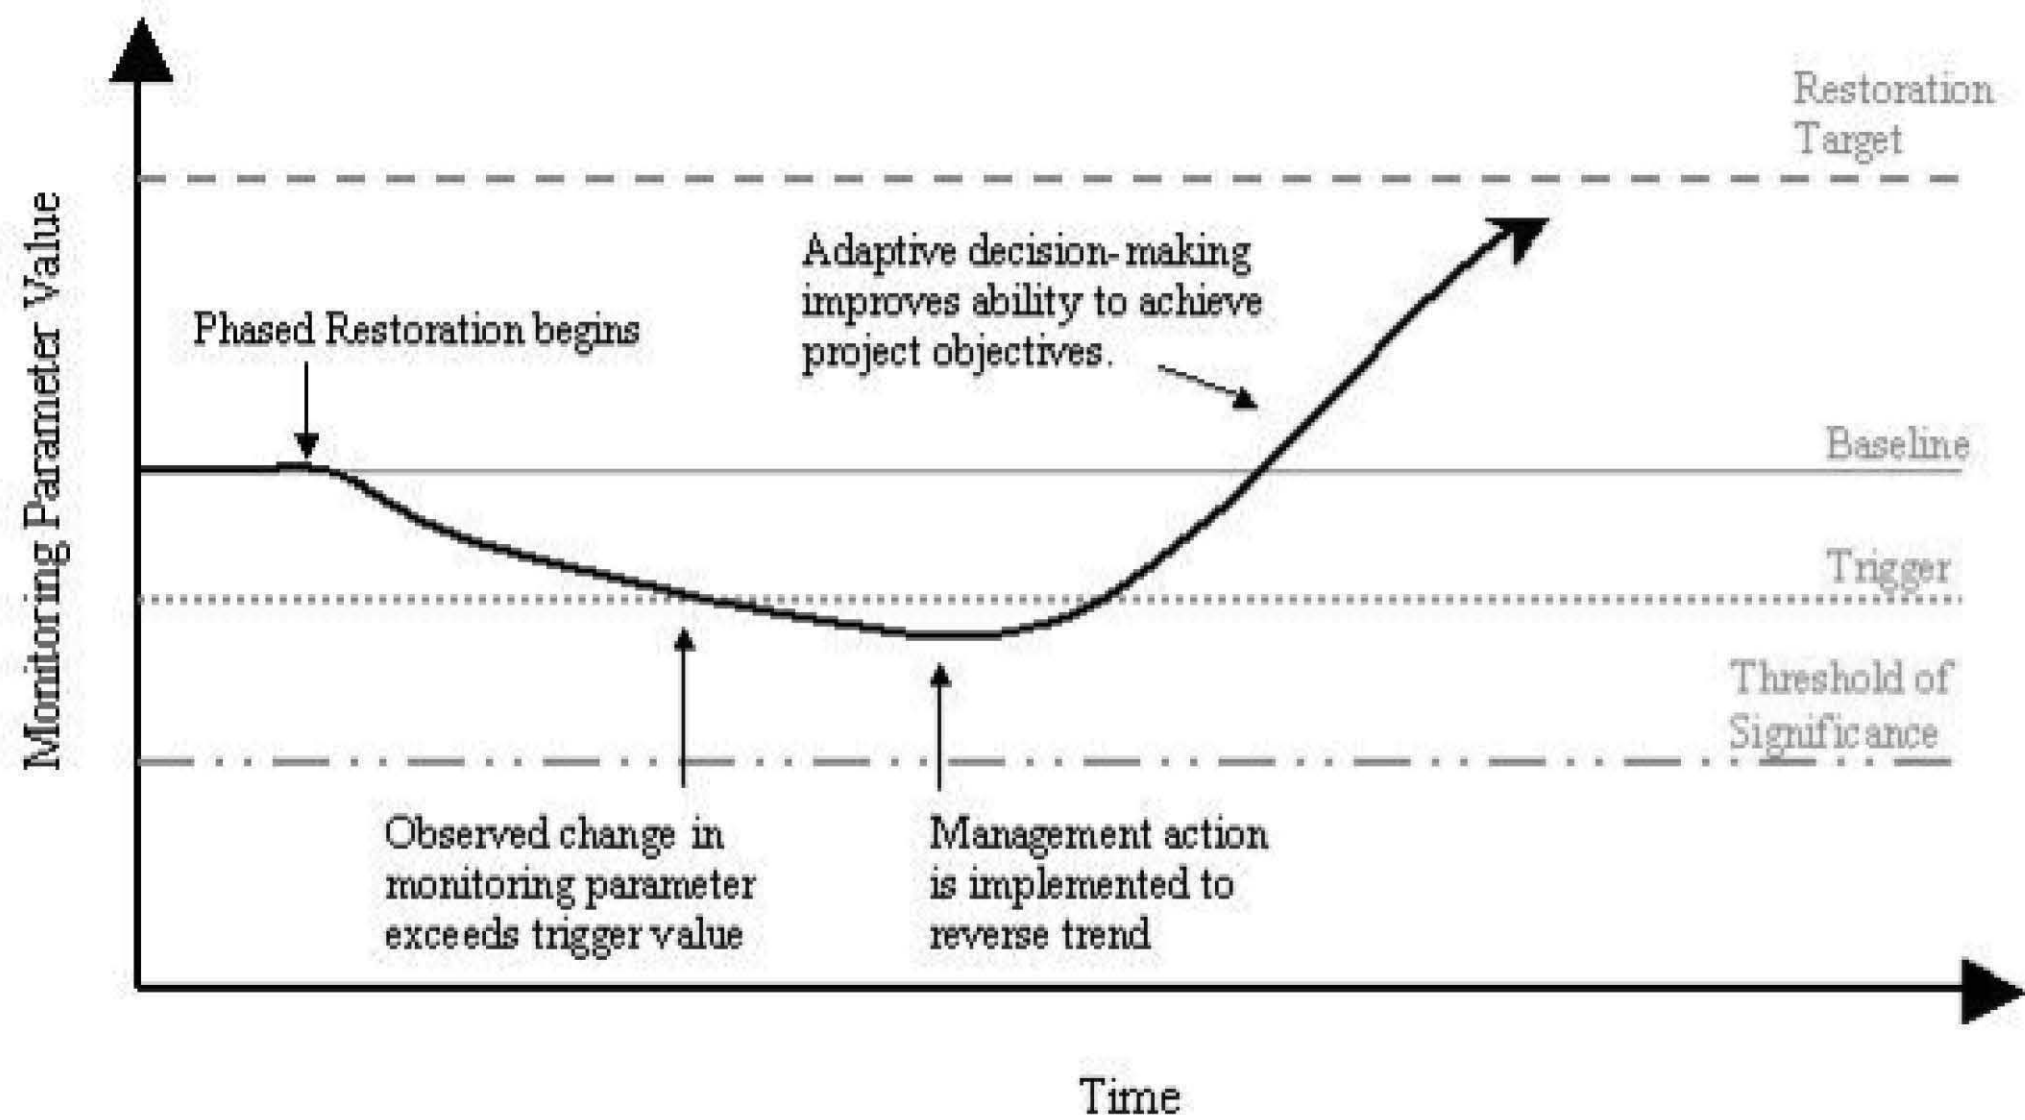 Restoration
Target
Monitoring Parameter Value
Adaptive decision-making
improves ability to achieve
project objectives.
Phased Restoration begins
Baseline
Trigger
Threshold of
Significance
Observed change in
monitoring parameter
exceeds trigger value
Management action
is implemented to
reverse trend
Time